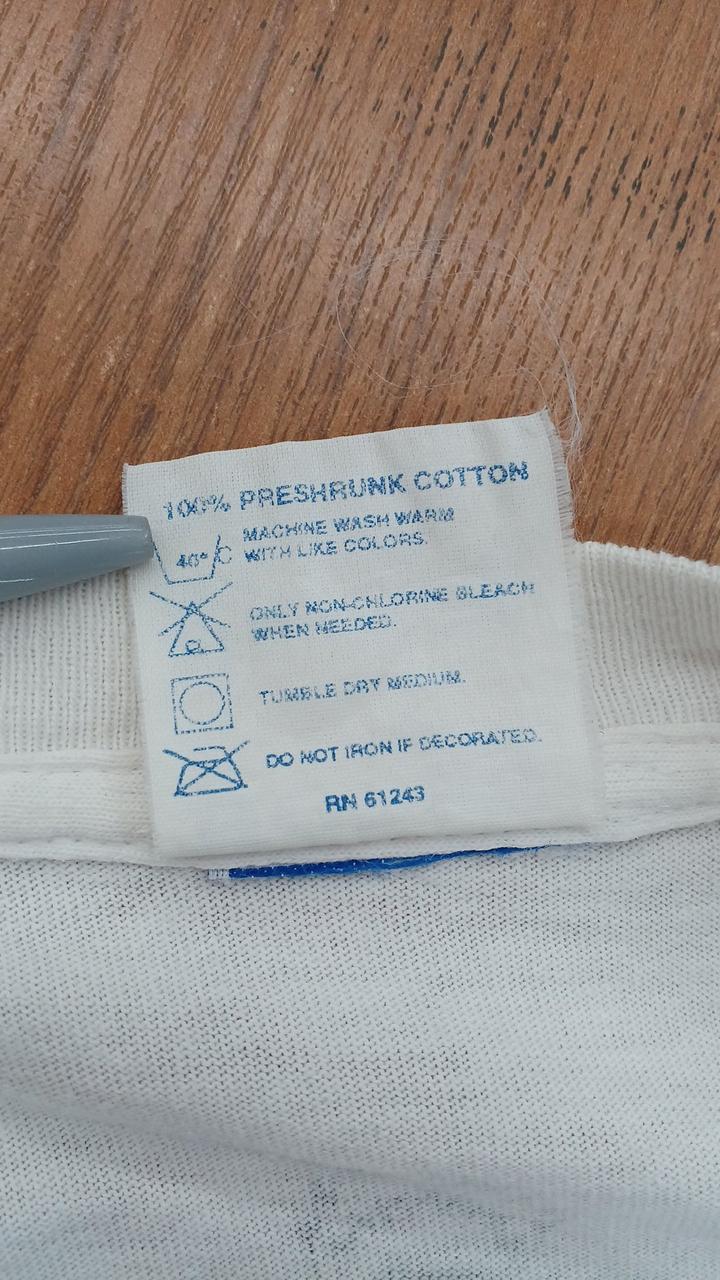 100% PRESHRUNK COTTON
40° C
MACHINE WASH WARM
WITH LIKE COLORS.
CL
ONLY NON-CHLORINE BLEACH
WHEN NEEDED.
TUMBLE DRY MEDIUM.
DO NOT IRON IF DECORATED.
RN 61243